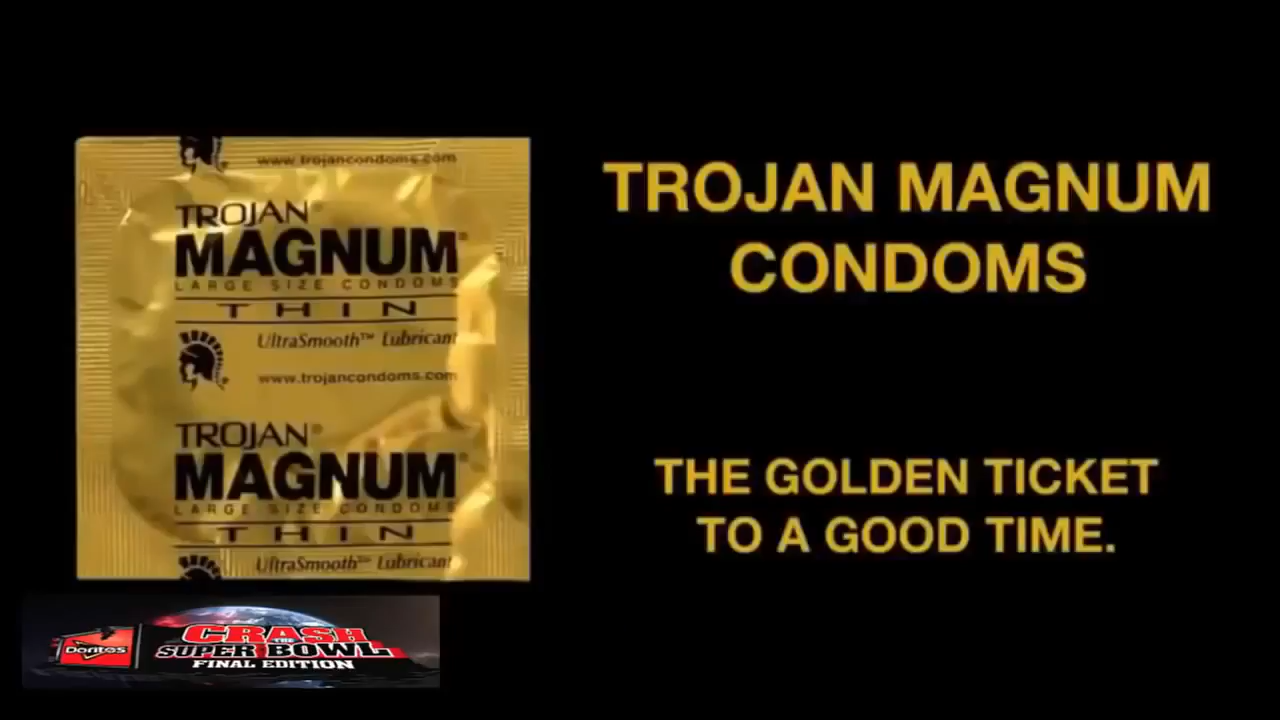 www.trojancondoms.com
TROJAN®
MAGNUM®
LARGE SIZE CONDOMS
THIN
UltraSmooth™ Lubricant
www.trojancondoms.com
TROJAN®
MAGNUM®
LARGE SIZE CONDOMS
THIN
UltraSmooth™ Lubricant
TROJAN MAGNUM
CONDOMS
THE GOLDEN TICKET
TO A GOOD TIME.
Doritos
CRASH
THE
SUPER BOWL
FINAL EDITION